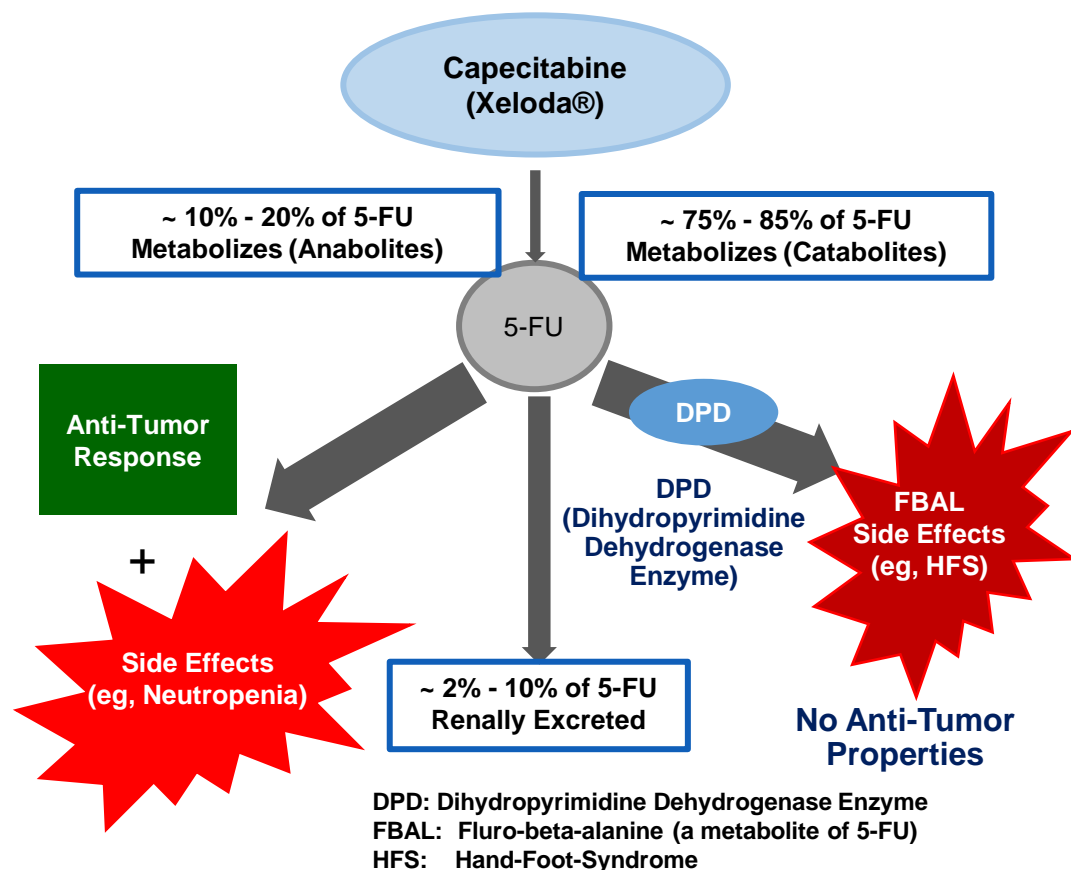 Capecitabine
(Xeloda®)
~ 10% - 20% of 5-FU
Metabolizes (Anabolites)
~ 75% - 85% of 5-FU
Metabolizes (Catabolites)
5-FU
Anti-Tumor
Response
+
Side Effects
(eg, Neutropenia)
DPD
DPD
(Dihydropyrimidine
Dehydrogenase
Enzyme)
FBAL
Side Effects
(eg, HFS)
~ 2% - 10% of 5-FU
Renally Excreted
No Anti-Tumor
Properties
DPD: Dihydropyrimidine Dehydrogenase Enzyme
FBAL: Fluro-beta-alanine (a metabolite of 5-FU)
HFS: Hand-Foot-Syndrome